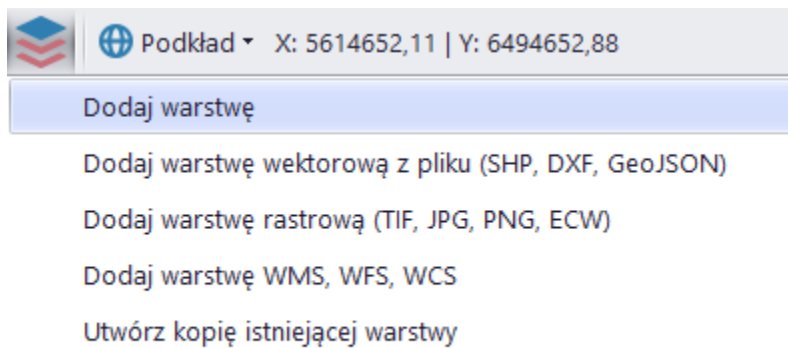 Podkład X: 5614652,11 | Y: 6494652,88
Dodaj warstwę
Dodaj warstwę wektorową z pliku (SHP, DXF, GeoJSON)
Dodaj warstwę rastrową (TIF, JPG, PNG, ECW)
Dodaj warstwę WMS, WFS, WCS
Utwórz kopię istniejącej warstwy